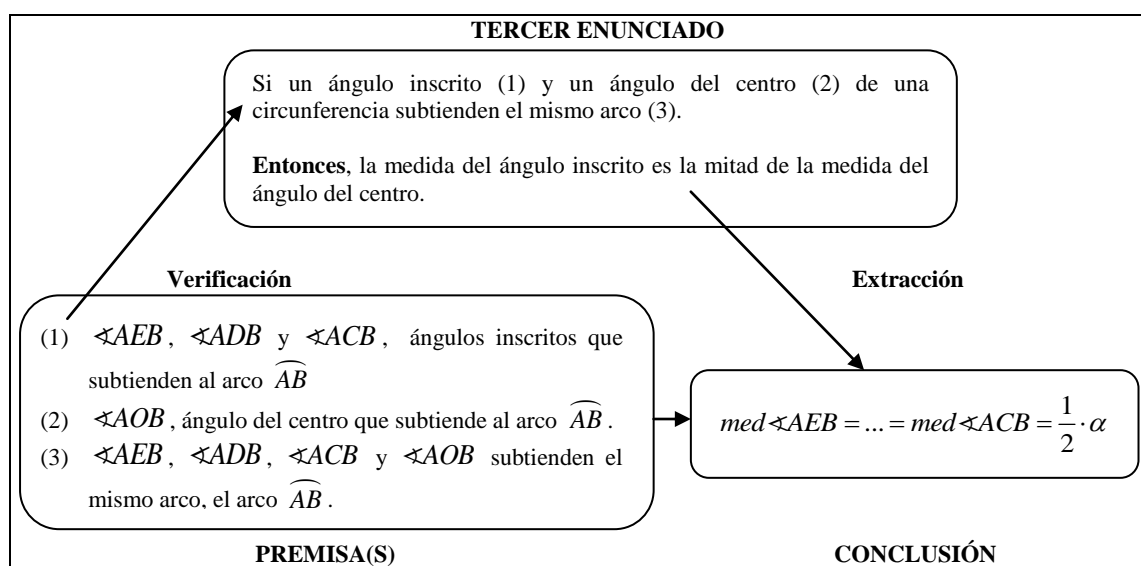 TERCER ENUNCIADO
Si un ángulo inscrito (1) y un ángulo del centro (2) de una
circunferencia subtienden el mismo arco (3).
Entonces, la medida del ángulo inscrito es la mitad de la medida del
ángulo del centro.
Verificación
Extracción
(1) ∢AEB, ∢ADB y ∢ACB, ángulos inscritos que
subtienden al arco \widehat{AB}
(2) ∢AOB, ángulo del centro que subtiende al arco \widehat{AB}.
(3) ∢AEB, ∢ADB, ∢ACB y ∢AOB subtienden el
mismo arco, el arco \widehat{AB}.
med∢AEB = ... = med∢ACB = \frac{1}{2} · α
PREMISA(S)
CONCLUSIÓN